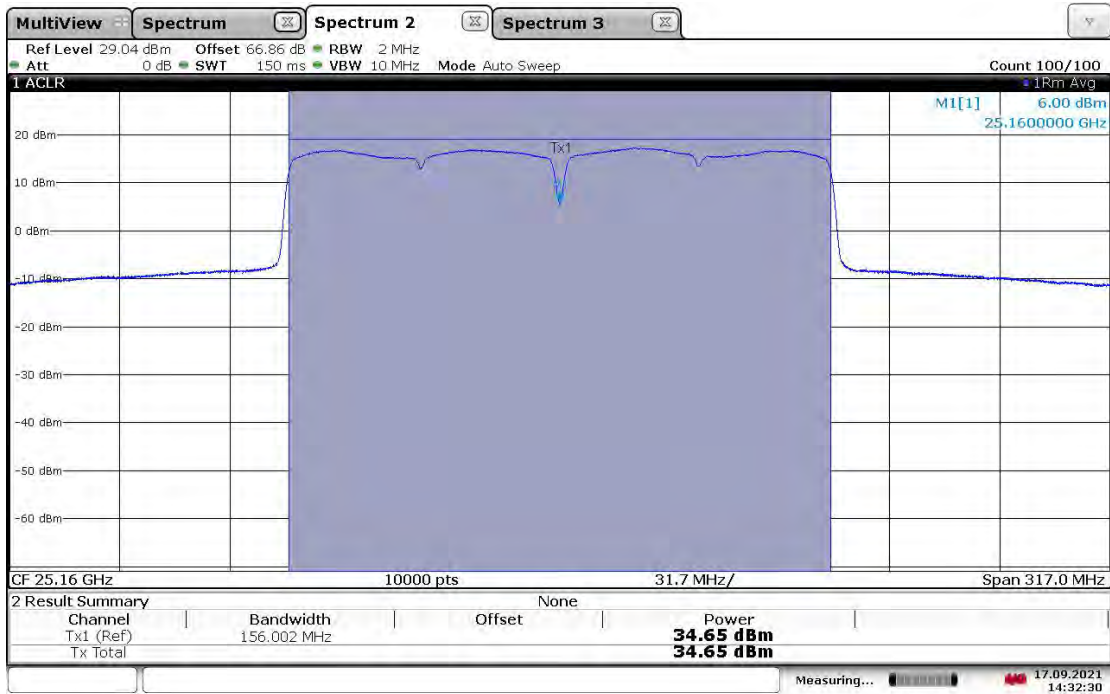 MultiView Spectrum Spectrum 2 Spectrum 3
Ref Level 29.04 dBm Offset 66.86 dB RBW 2 MHz
Att 0 dB SWT 150 ms VBW 10 MHz Mode Auto Sweep Count 100/100
1 ACLR 1Rm Avg
M1[1] 6.00 dBm
25.1600000 GHz
20 dBm
Tx1
10 dBm
0 dBm
-10 dBm
-20 dBm
-30 dBm
-40 dBm
-50 dBm
-60 dBm
CF 25.16 GHz 10000 pts 31.7 MHz/ Span 317.0 MHz
2 Result Summary None
Channel Bandwidth Offset Power
Tx1 (Ref) 156.002 MHz 34.65 dBm
Tx Total 34.65 dBm
Measuring... 17.09.2021
14:32:30